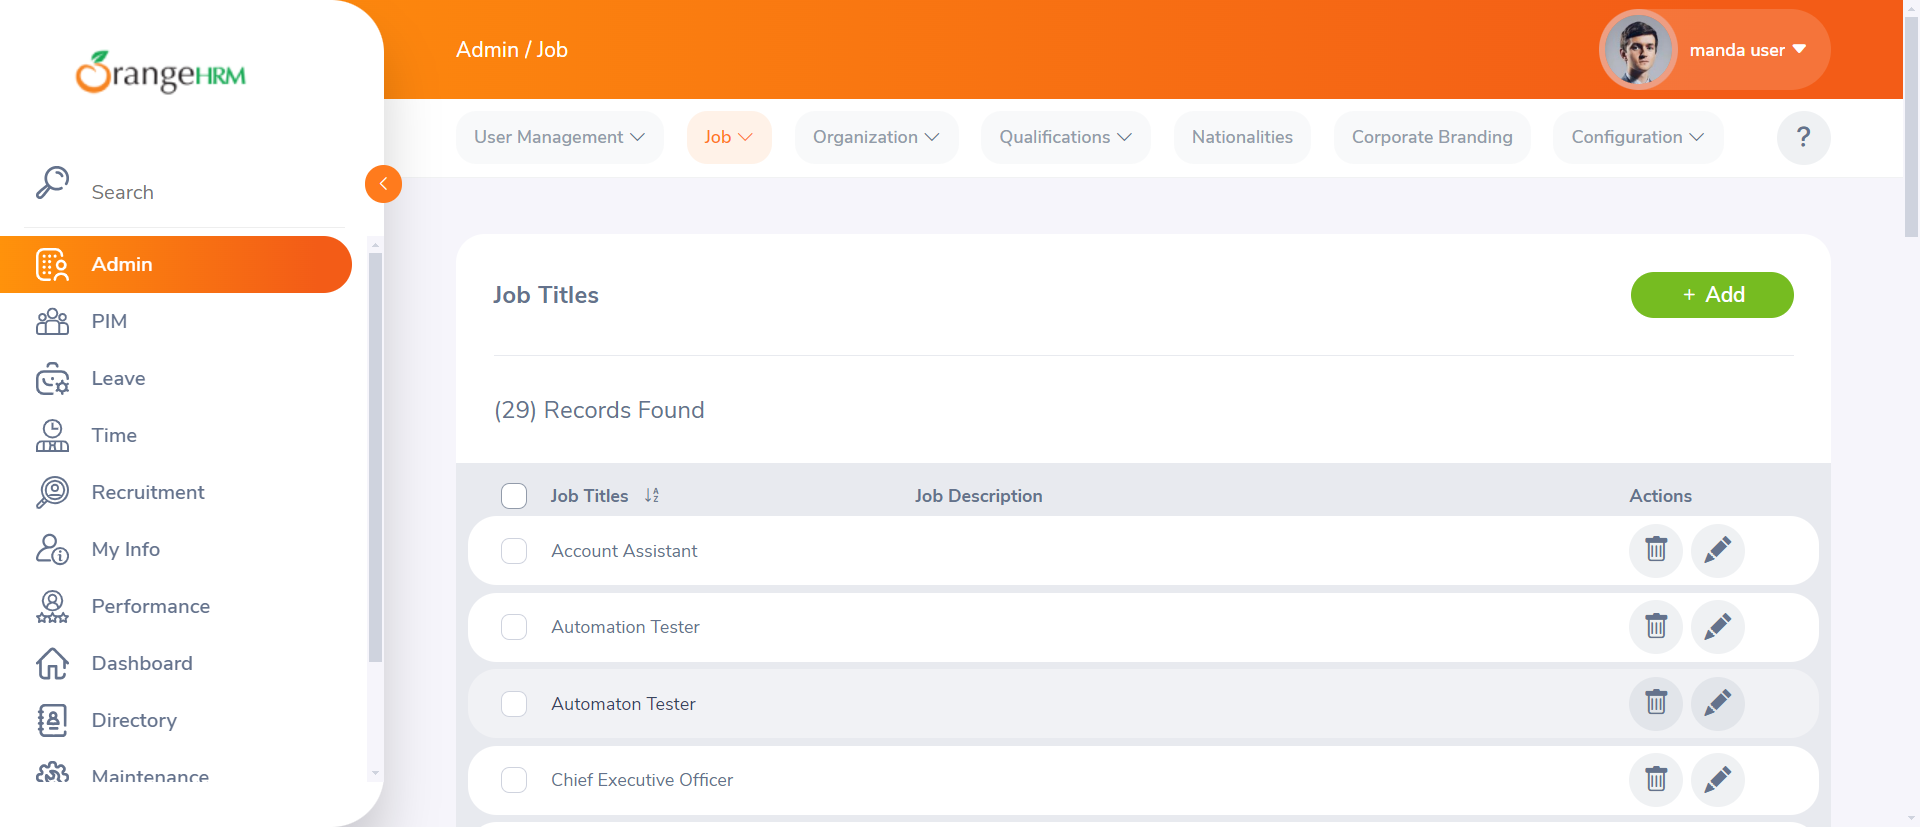 OrangeHRM
Admin / Job
manda user
User Management
Job
Organization
Qualifications
Nationalities
Corporate Branding
Configuration
?
Search
Admin
PIM
Leave
Time
Recruitment
My Info
Performance
Dashboard
Directory
Maintenance
Job Titles
+ Add
(29) Records Found
Job Titles
Job Description
Actions
Account Assistant
Automation Tester
Automaton Tester
Chief Executive Officer